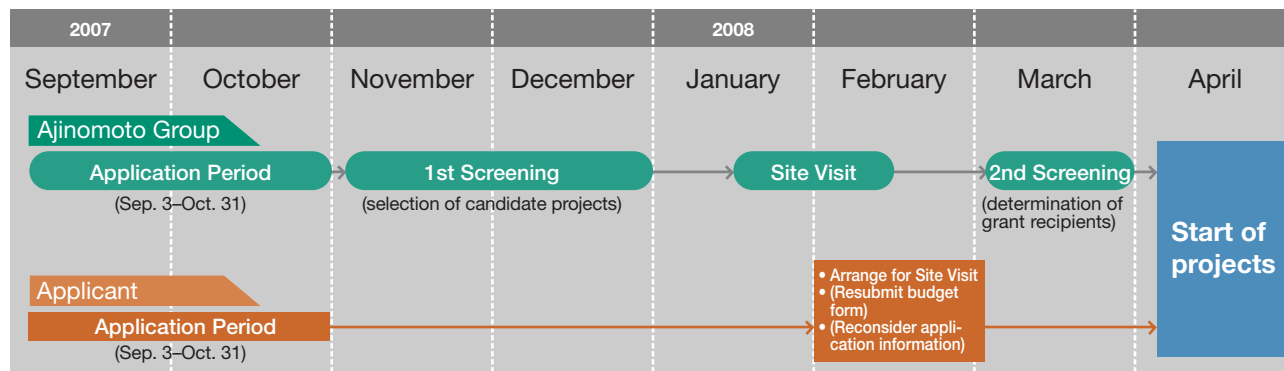 2007
2008
September
October
November
December
January
February
March
April
Ajinomoto Group
Application Period
1st Screening
Site Visit
2nd Screening
(Sep. 3–Oct. 31)
(selection of candidate projects)
(determination of
grant recipients)
Start of
projects
Applicant
Application Period
(Sep. 3–Oct. 31)
• Arrange for Site Visit
• (Resubmit budget
form)
• (Reconsider appli-
cation information)